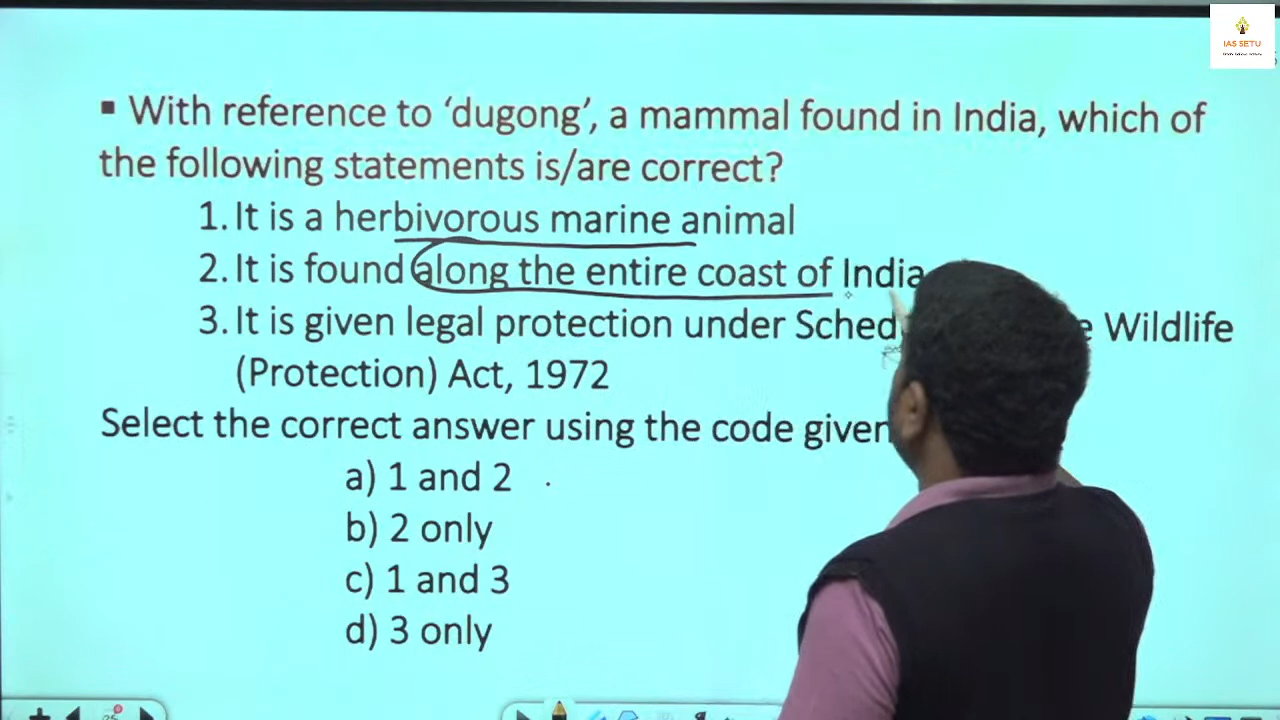 IAS SETU
▪ With reference to ‘dugong’, a mammal found in India, which of
the following statements is/are correct?
1. It is a herbivorous marine animal
2. It is found along the entire coast of India
3. It is given legal protection under Sched Wildlife
(Protection) Act, 1972
Select the correct answer using the code given
a) 1 and 2
b) 2 only
c) 1 and 3
d) 3 only